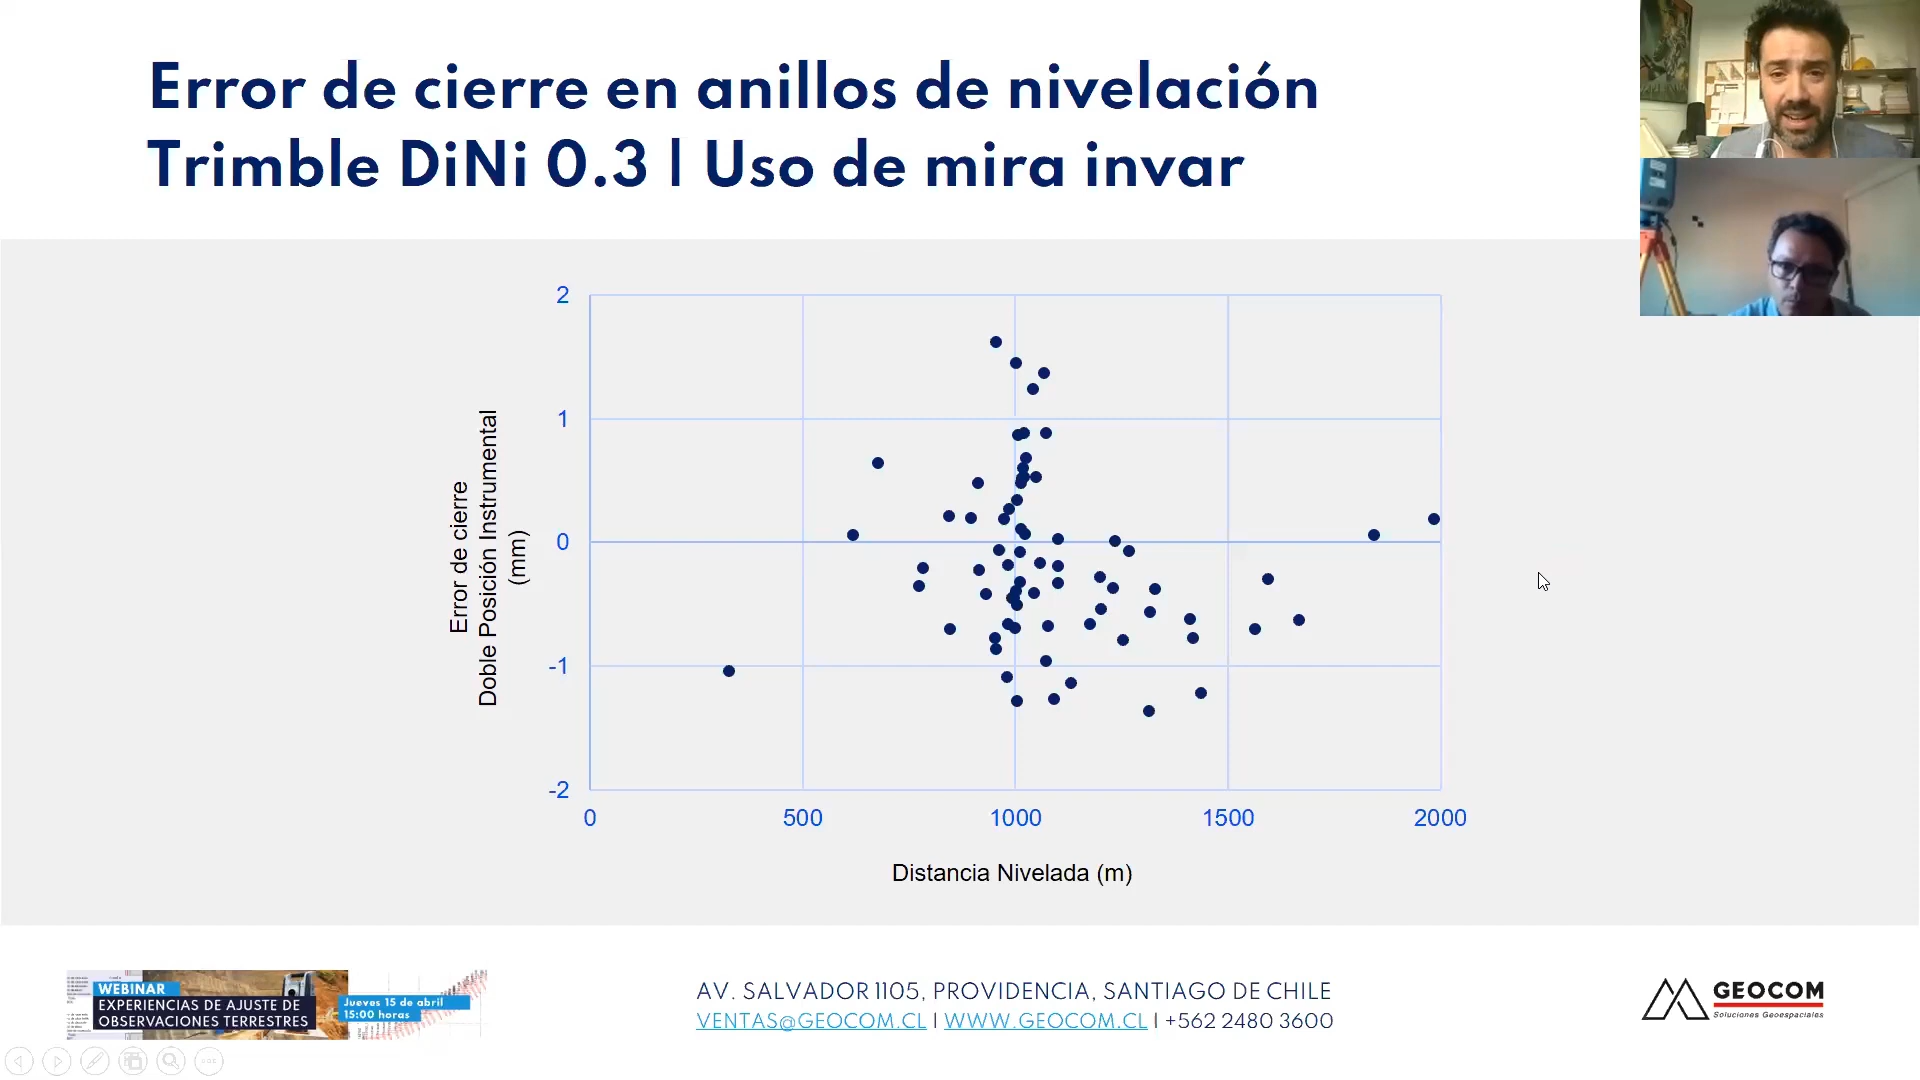 Error de cierre en anillos de nivelación
Trimble DiNi 0.3 | Uso de mira invar
Error de cierre
Doble Posición Instrumental
(mm)
2
1
0
-1
-2
0
500
1000
1500
2000
Distancia Nivelada (m)
WEBINAR
EXPERIENCIAS DE AJUSTE DE
OBSERVACIONES TERRESTRES
Jueves 15 de abril
15:00 horas
AV. SALVADOR 1105, PROVIDENCIA, SANTIAGO DE CHILE
VENTAS@GEOCOM.CL | WWW.GEOCOM.CL | +562 2480 3600
GEOCOM
Soluciones Geoespaciales